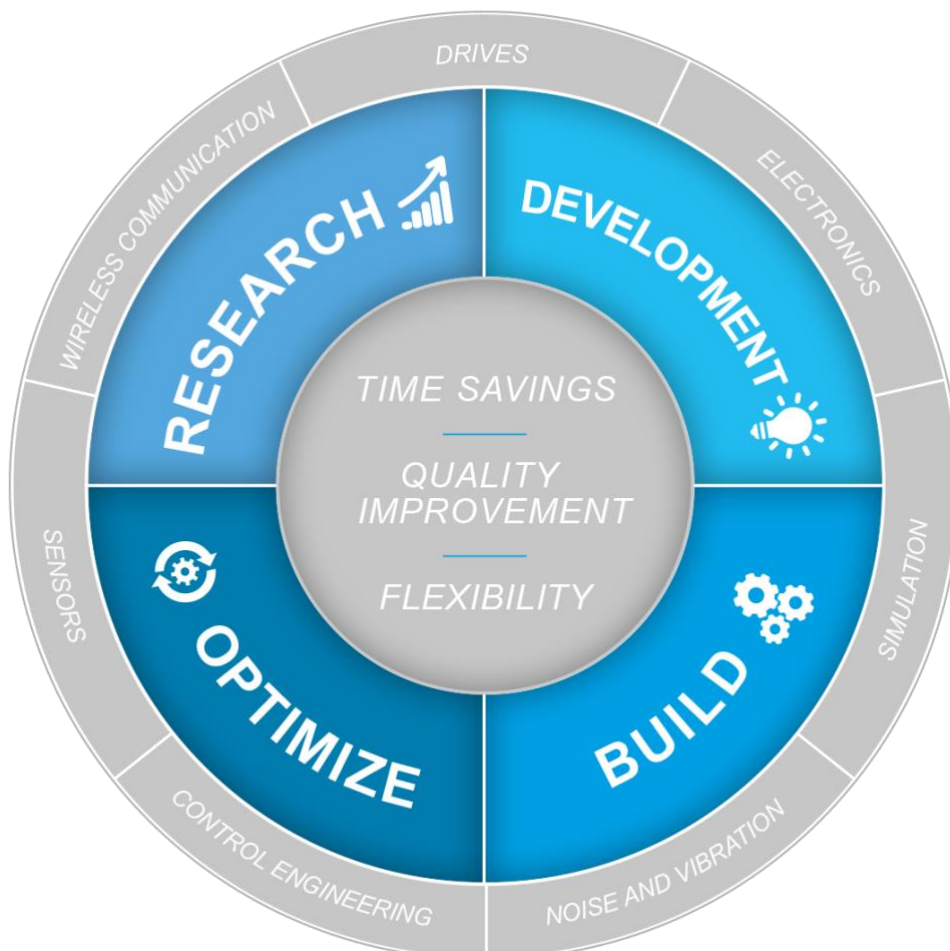 DRIVES
ELECTRONICS
SIMULATION
NOISE AND VIBRATION
CONTROL ENGINEERING
SENSORS
WIRELESS COMMUNICATION
RESEARCH
DEVELOPMENT
BUILD
OPTIMIZE
TIME SAVINGS
QUALITY
IMPROVEMENT
FLEXIBILITY